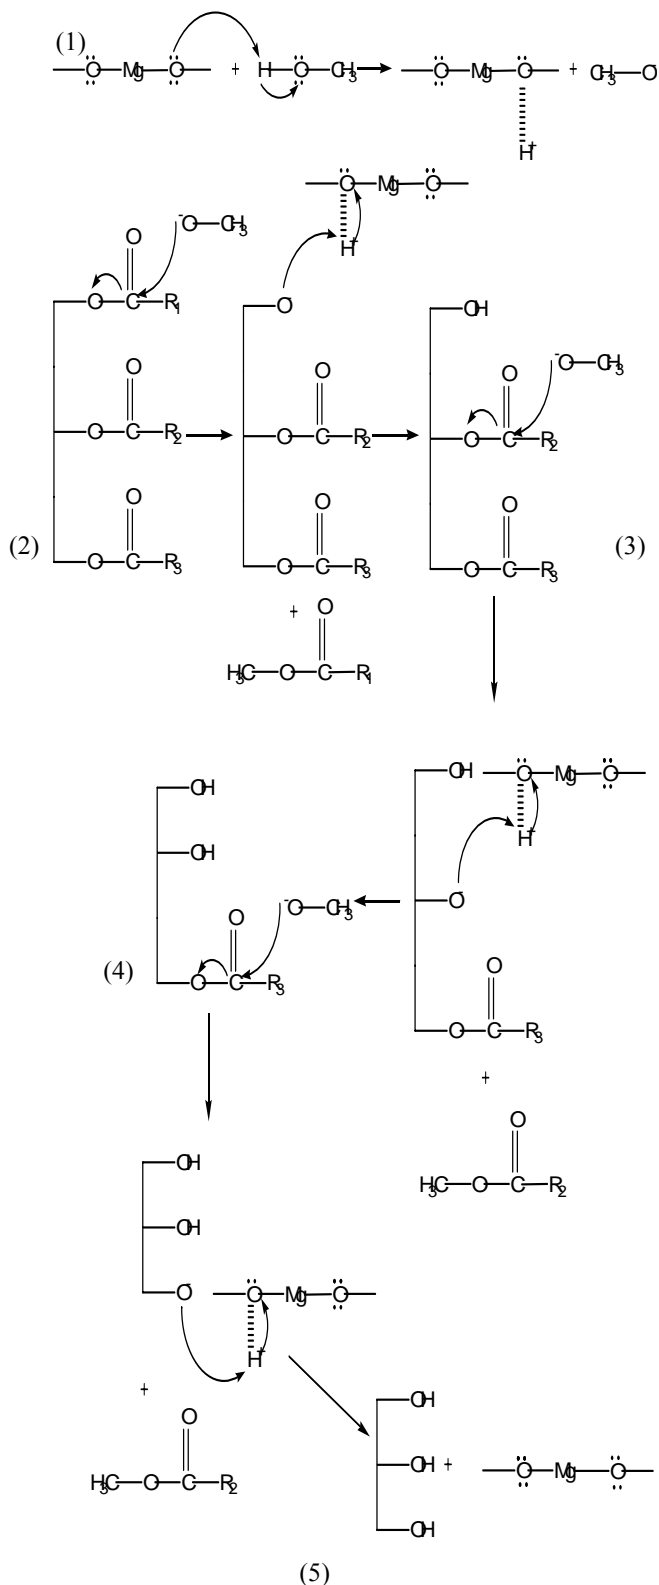 (1)
O Mg O + H O CH3 O Mg O + CH3 O-
H+
O Mg O
H+
-O CH3
O
O C R1
O-
OH
O
O C R2
O
O C R2
O
O C R2
-O CH3
O
O C R3
O
O C R3
O
O C R3
(2)
(3)
+
O
H3C O C R1
OH
OH
OH
O Mg O
H+
O-
O
O C R3
-O CH3
(4)
O
O C R3
+
O
H3C O C R2
OH
OH
O-
O Mg O
H+
+
O
H3C O C R2
OH
OH
OH
+
O Mg O
(5)